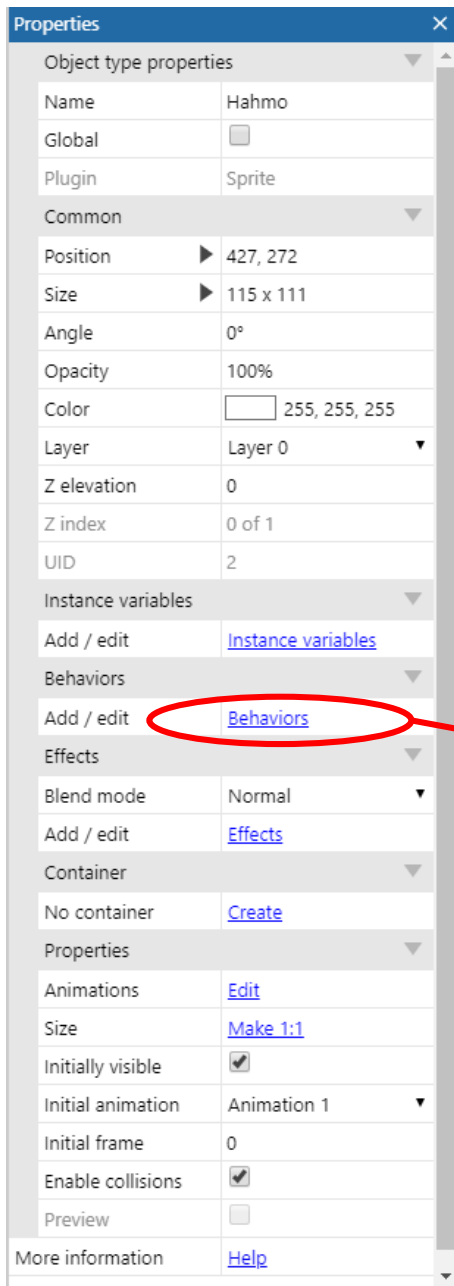 Properties
Object type properties
Name Hahmo
Global
Plugin Sprite
Common
Position 427, 272
Size 115 x 111
Angle 0°
Opacity 100%
Color 255, 255, 255
Layer Layer 0
Z elevation 0
Z index 0 of 1
UID 2
Instance variables
Add / edit Instance variables
Behaviors
Add / edit Behaviors
Effects
Blend mode Normal
Add / edit Effects
Container
No container Create
Properties
Animations Edit
Size Make 1:1
Initially visible
Initial animation Animation 1
Initial frame 0
Enable collisions
Preview
More information Help